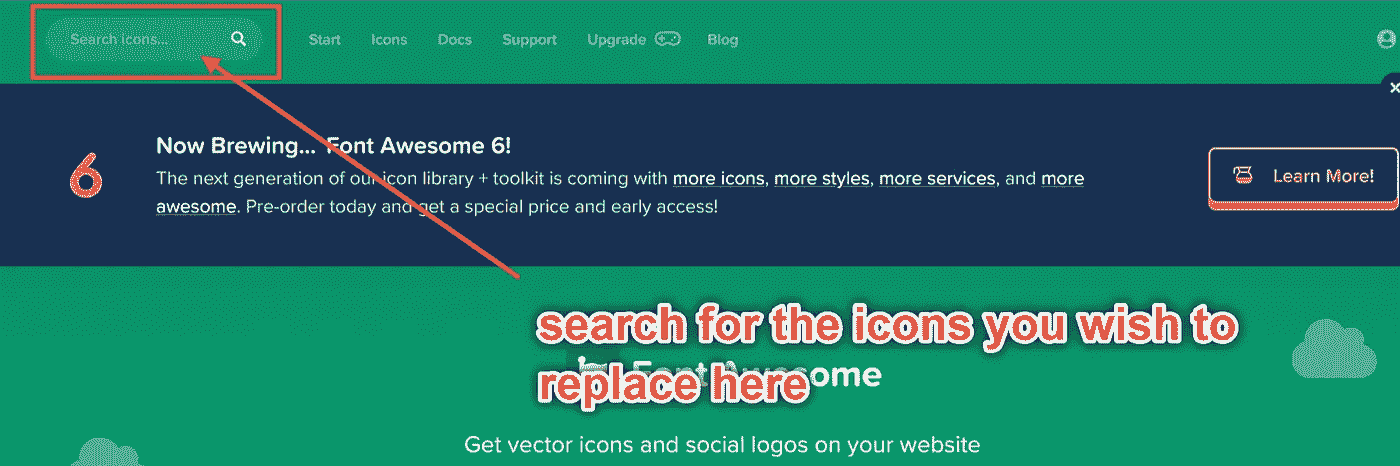 Search icons...
Start Icons Docs Support Upgrade Blog
6
Now Brewing... Font Awesome 6!
The next generation of our icon library + toolkit is coming with more icons, more styles, more services, and more
awesome. Pre-order today and get a special price and early access!
Learn More!
search for the icons you wish to
replace here
Font Awesome
Get vector icons and social logos on your website